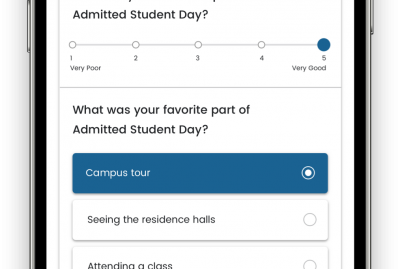 Admitted Student Day?
1
2
3
4
5
Very Poor
Very Good
What was your favorite part of
Admitted Student Day?
Campus tour
Seeing the residence halls
Attending a class